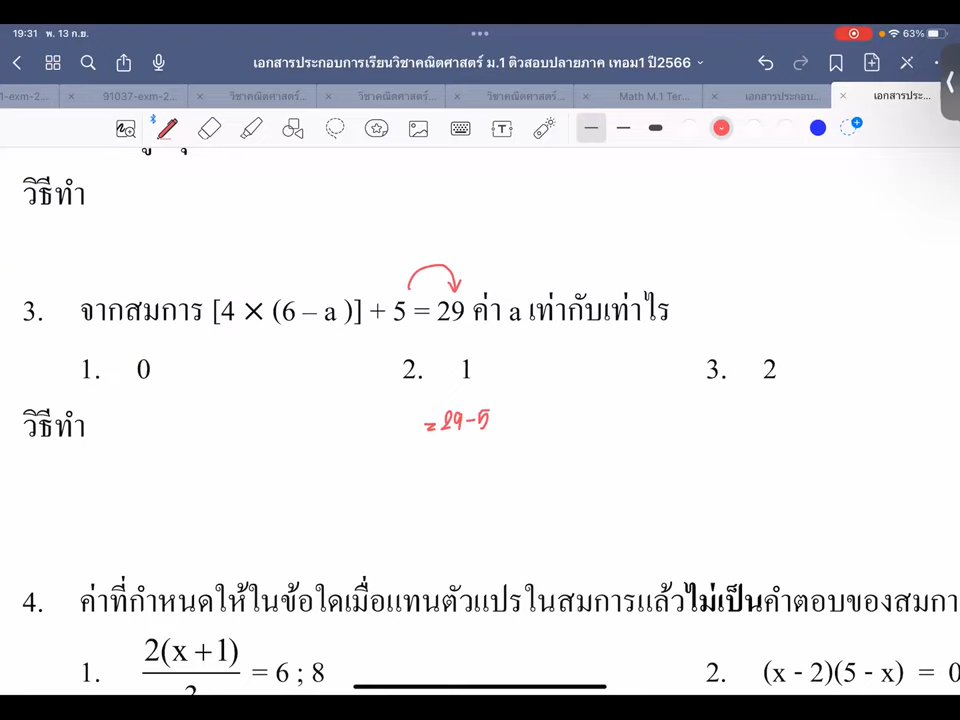 19:31 พ. 13 ก.ย.
63%
เอกสารประกอบการเรียนวิชาคณิตศาสตร์ ม.1 ติวสอบปลายภาค เทอม1 ปี2566
1-exm-2... 91037-exm-2... วิชาคณิตศาสตร์... วิชาคณิตศาสตร์... วิชาคณิตศาสตร์... Math M.1 Ter... เอกสารประกอบ... เอกสารประ...
วิธีทำ
3. จากสมการ [4 × (6 – a )] + 5 = 29 ค่า a เท่ากับเท่าไร
1. 0 2. 1 3. 2
วิธีทำ
= 29 - 5
4. ค่าที่กำหนดให้ในข้อใดเมื่อแทนตัวแปรในสมการแล้วไม่เป็นคำตอบของสมกา
1. 2(x + 1) = 6 ; 8 2. (x - 2)(5 - x) = 0